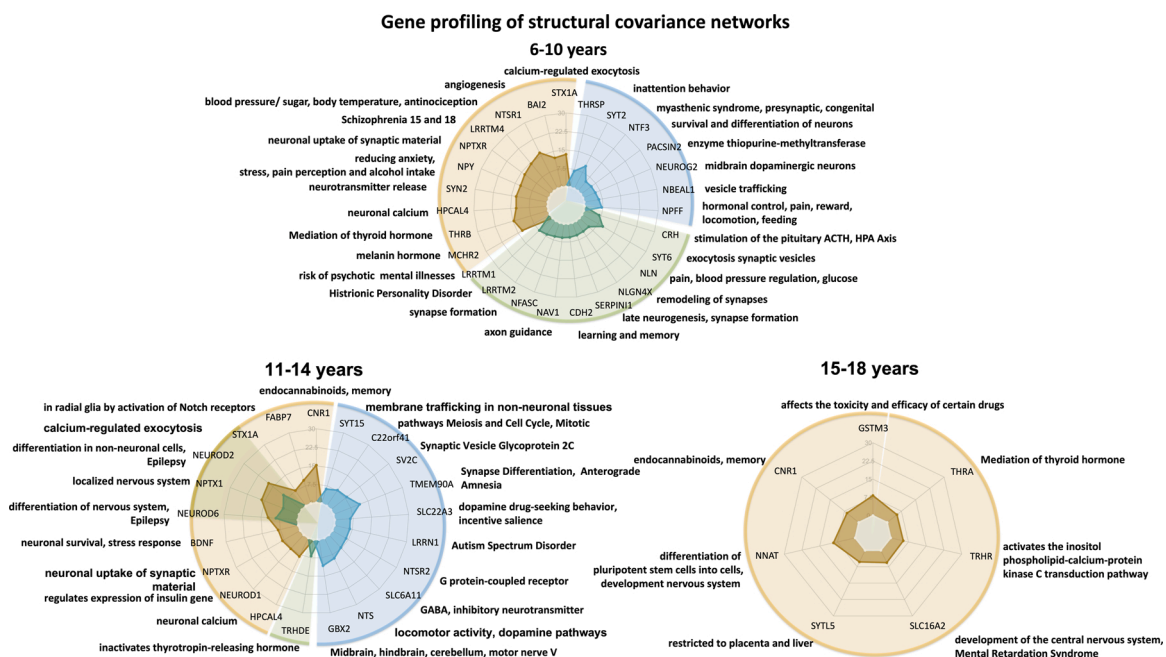 Gene profiling of structural covariance networks
6-10 years
calcium-regulated exocytosis
angiogenesis
inattention behavior
blood pressure/ sugar, body temperature, antinociception
myasthenic syndrome, presynaptic, congenital
Schizophrenia 15 and 18
survival and differentiation of neurons
neuronal uptake of synaptic material
enzyme thiopurine-methyltransferase
reducing anxiety,
stress, pain perception and alcohol intake
midbrain dopaminergic neurons
neurotransmitter release
vesicle trafficking
neuronal calcium
hormonal control, pain, reward,
locomotion, feeding
Mediation of thyroid hormone
stimulation of the pituitary ACTH, HPA Axis
melanin hormone
exocytosis synaptic vesicles
risk of psychotic mental illnesses
pain, blood pressure regulation, glucose
Histrionic Personality Disorder
remodeling of synapses
synapse formation
late neurogenesis, synapse formation
axon guidance
learning and memory
STX1A
THRSP
SYT2
NTF3
PACSIN2
NEUROG2
NBEAL1
NPFF
CRH
SYT6
NLN
NLGN4X
SERPINI1
CDH2
NAV1
NFASC
LRRTM2
LRRTM1
MCHR2
THRB
HPCAL4
SYN2
NPY
NPTXR
LRRTM4
NTSR1
BAI2
30
22.5
15
11-14 years
endocannabinoids, memory
in radial glia by activation of Notch receptors
membrane trafficking in non-neuronal tissues
calcium-regulated exocytosis
pathways Meiosis and Cell Cycle, Mitotic
differentiation in non-neuronal cells,
Epilepsy
Synaptic Vesicle Glycoprotein 2C
localized nervous system
Synapse Differentiation, Anterograde
Amnesia
differentiation of nervous system,
Epilepsy
dopamine drug-seeking behavior,
incentive salience
neuronal survival, stress response
Autism Spectrum Disorder
neuronal uptake of synaptic
material
G protein-coupled receptor
regulates expression of insulin gene
GABA, inhibitory neurotransmitter
neuronal calcium
locomotor activity, dopamine pathways
inactivates thyrotropin-releasing hormone
Midbrain, hindbrain, cerebellum, motor nerve V
CNR1
SYT15
C22orf41
SV2C
TMEM90A
SLC22A3
LRRN1
NTSR2
SLC6A11
NTS
GBX2
TRHDE
HPCAL4
NEUROD1
NPTXR
BDNF
NEUROD6
NPTX1
NEUROD2
STX1A
FABP7
30
22.5
15-18 years
affects the toxicity and efficacy of certain drugs
endocannabinoids, memory
Mediation of thyroid hormone
differentiation of
pluripotent stem cells into cells,
development nervous system
activates the inositol
phospholipid-calcium-protein
kinase C transduction pathway
restricted to placenta and liver
development of the central nervous system,
Mental Retardation Syndrome
GSTM3
THRA
TRHR
SLC16A2
SYTL5
NNAT
CNR1
30
22.5